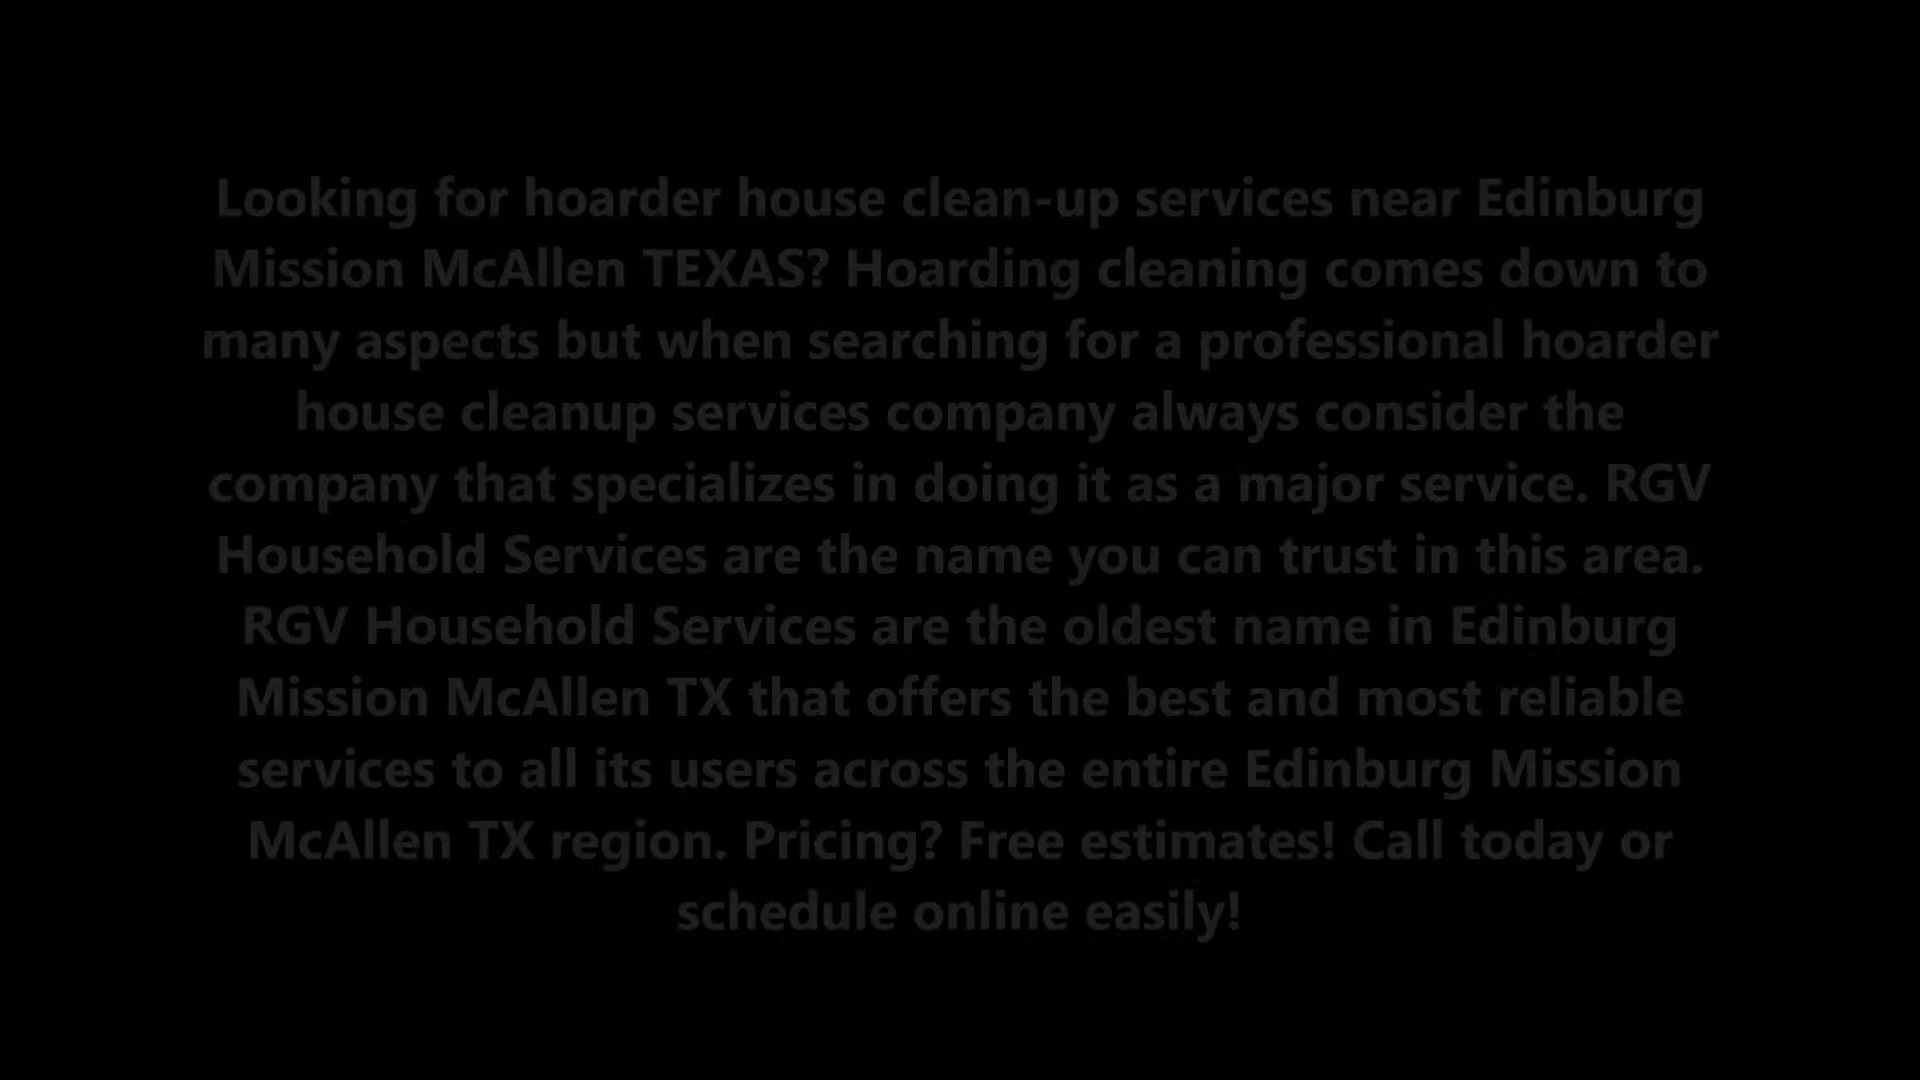 Looking for hoarder house clean-up services near Edinburg
Mission McAllen TEXAS? Hoarding cleaning comes down to
many aspects but when searching for a professional hoarder
house cleanup services company always consider the
company that specializes in doing it as a major service. RGV
Household Services are the name you can trust in this area.
RGV Household Services are the oldest name in Edinburg
Mission McAllen TX that offers the best and most reliable
services to all its users across the entire Edinburg Mission
McAllen TX region. Pricing? Free estimates! Call today or
schedule online easily!